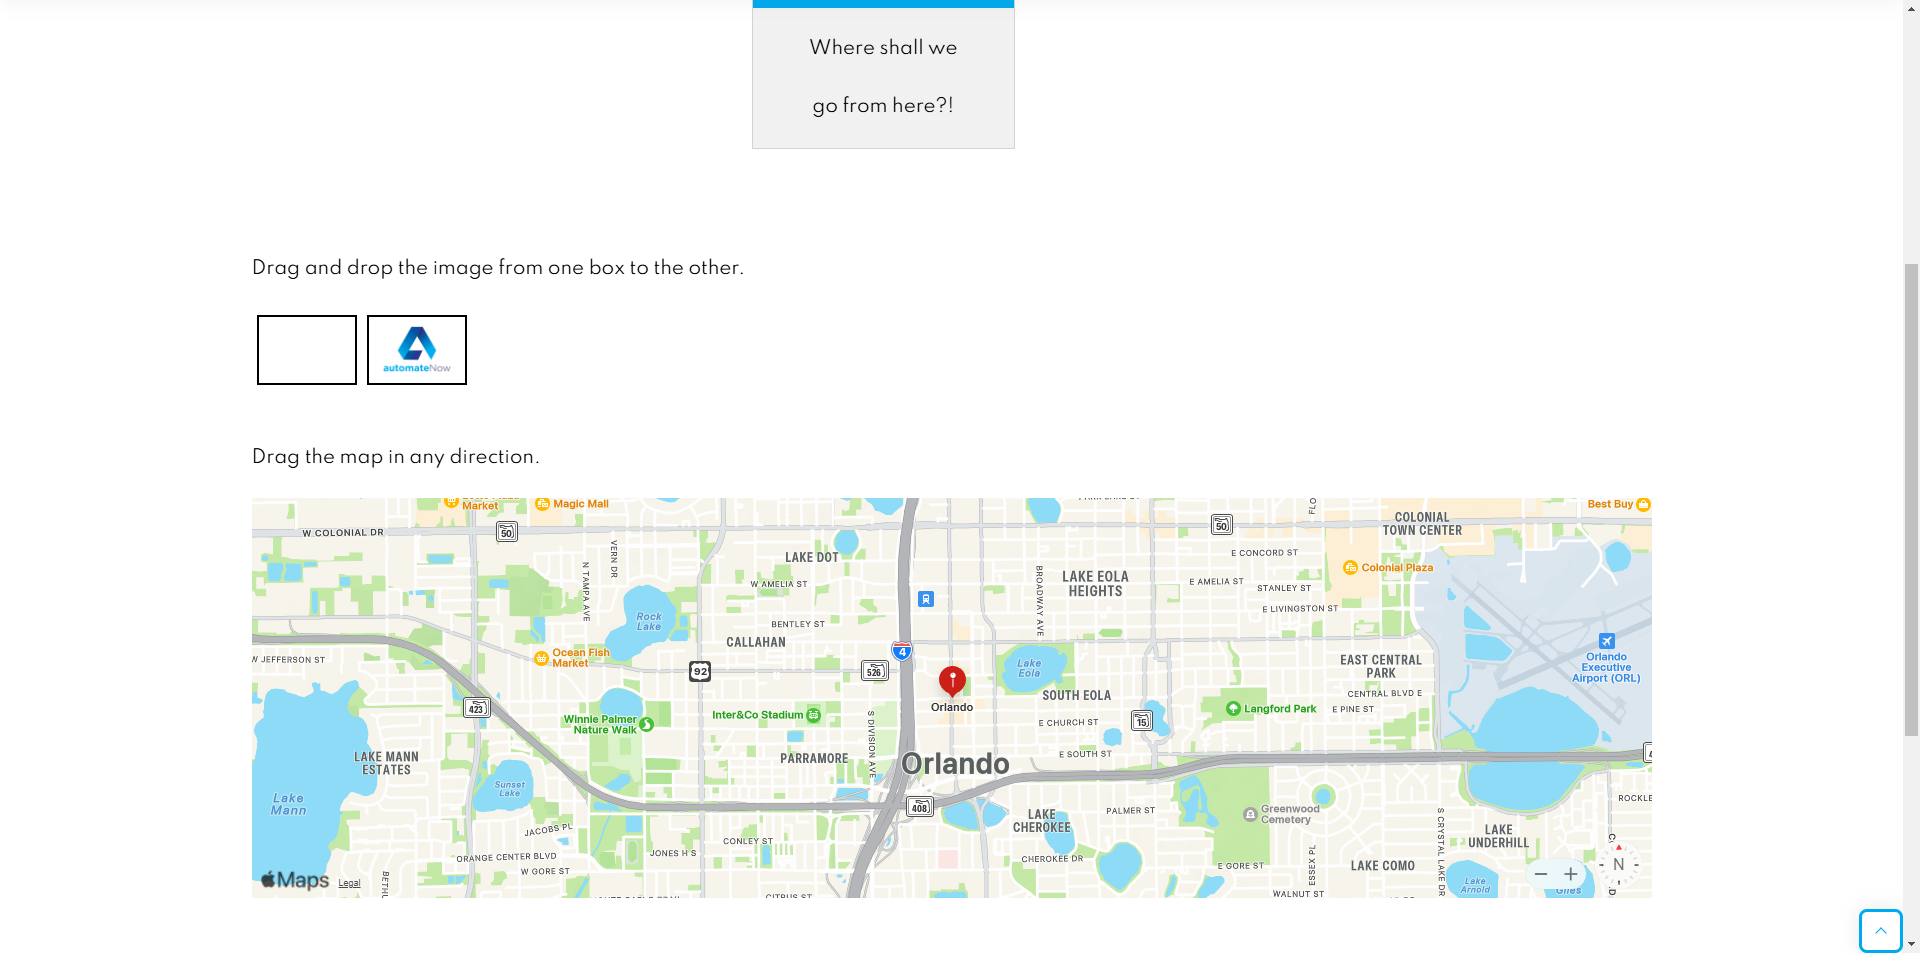 Where shall we
go from here?!
Drag and drop the image from one box to the other.
automateNow
Drag the map in any direction.
Market
Magic Mall
Best Buy
W COLONIAL DR
50
50
COLONIAL
TOWN CENTER
VERN DR
LAKE DOT
E CONCORD ST
N TAMPA AVE
W AMELIA ST
BROADWAY AVE
LAKE EOLA
HEIGHTS
E AMELIA ST
Colonial Plaza
STANLEY ST
E LIVINGSTON ST
Rock
Lake
BENTLEY ST
CALLAHAN
4
Ocean Fish
Market
W JEFFERSON ST
92
526
Lake
Eola
EAST CENTRAL
PARK
Orlando
Executive
Airport (ORL)
Orlando
SOUTH EOLA
CENTRAL BLVD E
423
Winnie Palmer
Nature Walk
Inter&Co Stadium
S DIVISION AVE
E CHURCH ST
15
Langford Park
E PINE ST
LAKE MANN
ESTATES
PARRAMORE
Orlando
E SOUTH ST
Sunset
Lake
Lake
Mann
408
LAKE
CHEROKEE
PALMER ST
Greenwood
Cemetery
ROCKLE
JACOBS PL
CONLEY ST
S CRYSTAL LAKE DR
LAKE
UNDERHILL
ORANGE CENTER BLVD
JONES H S
CHEROKEE DR
E GORE ST
ESSEX PL
LAKE COMO
W GORE ST
Maps
Legal
BETH
WALNUT ST
Lake
Arnold
N